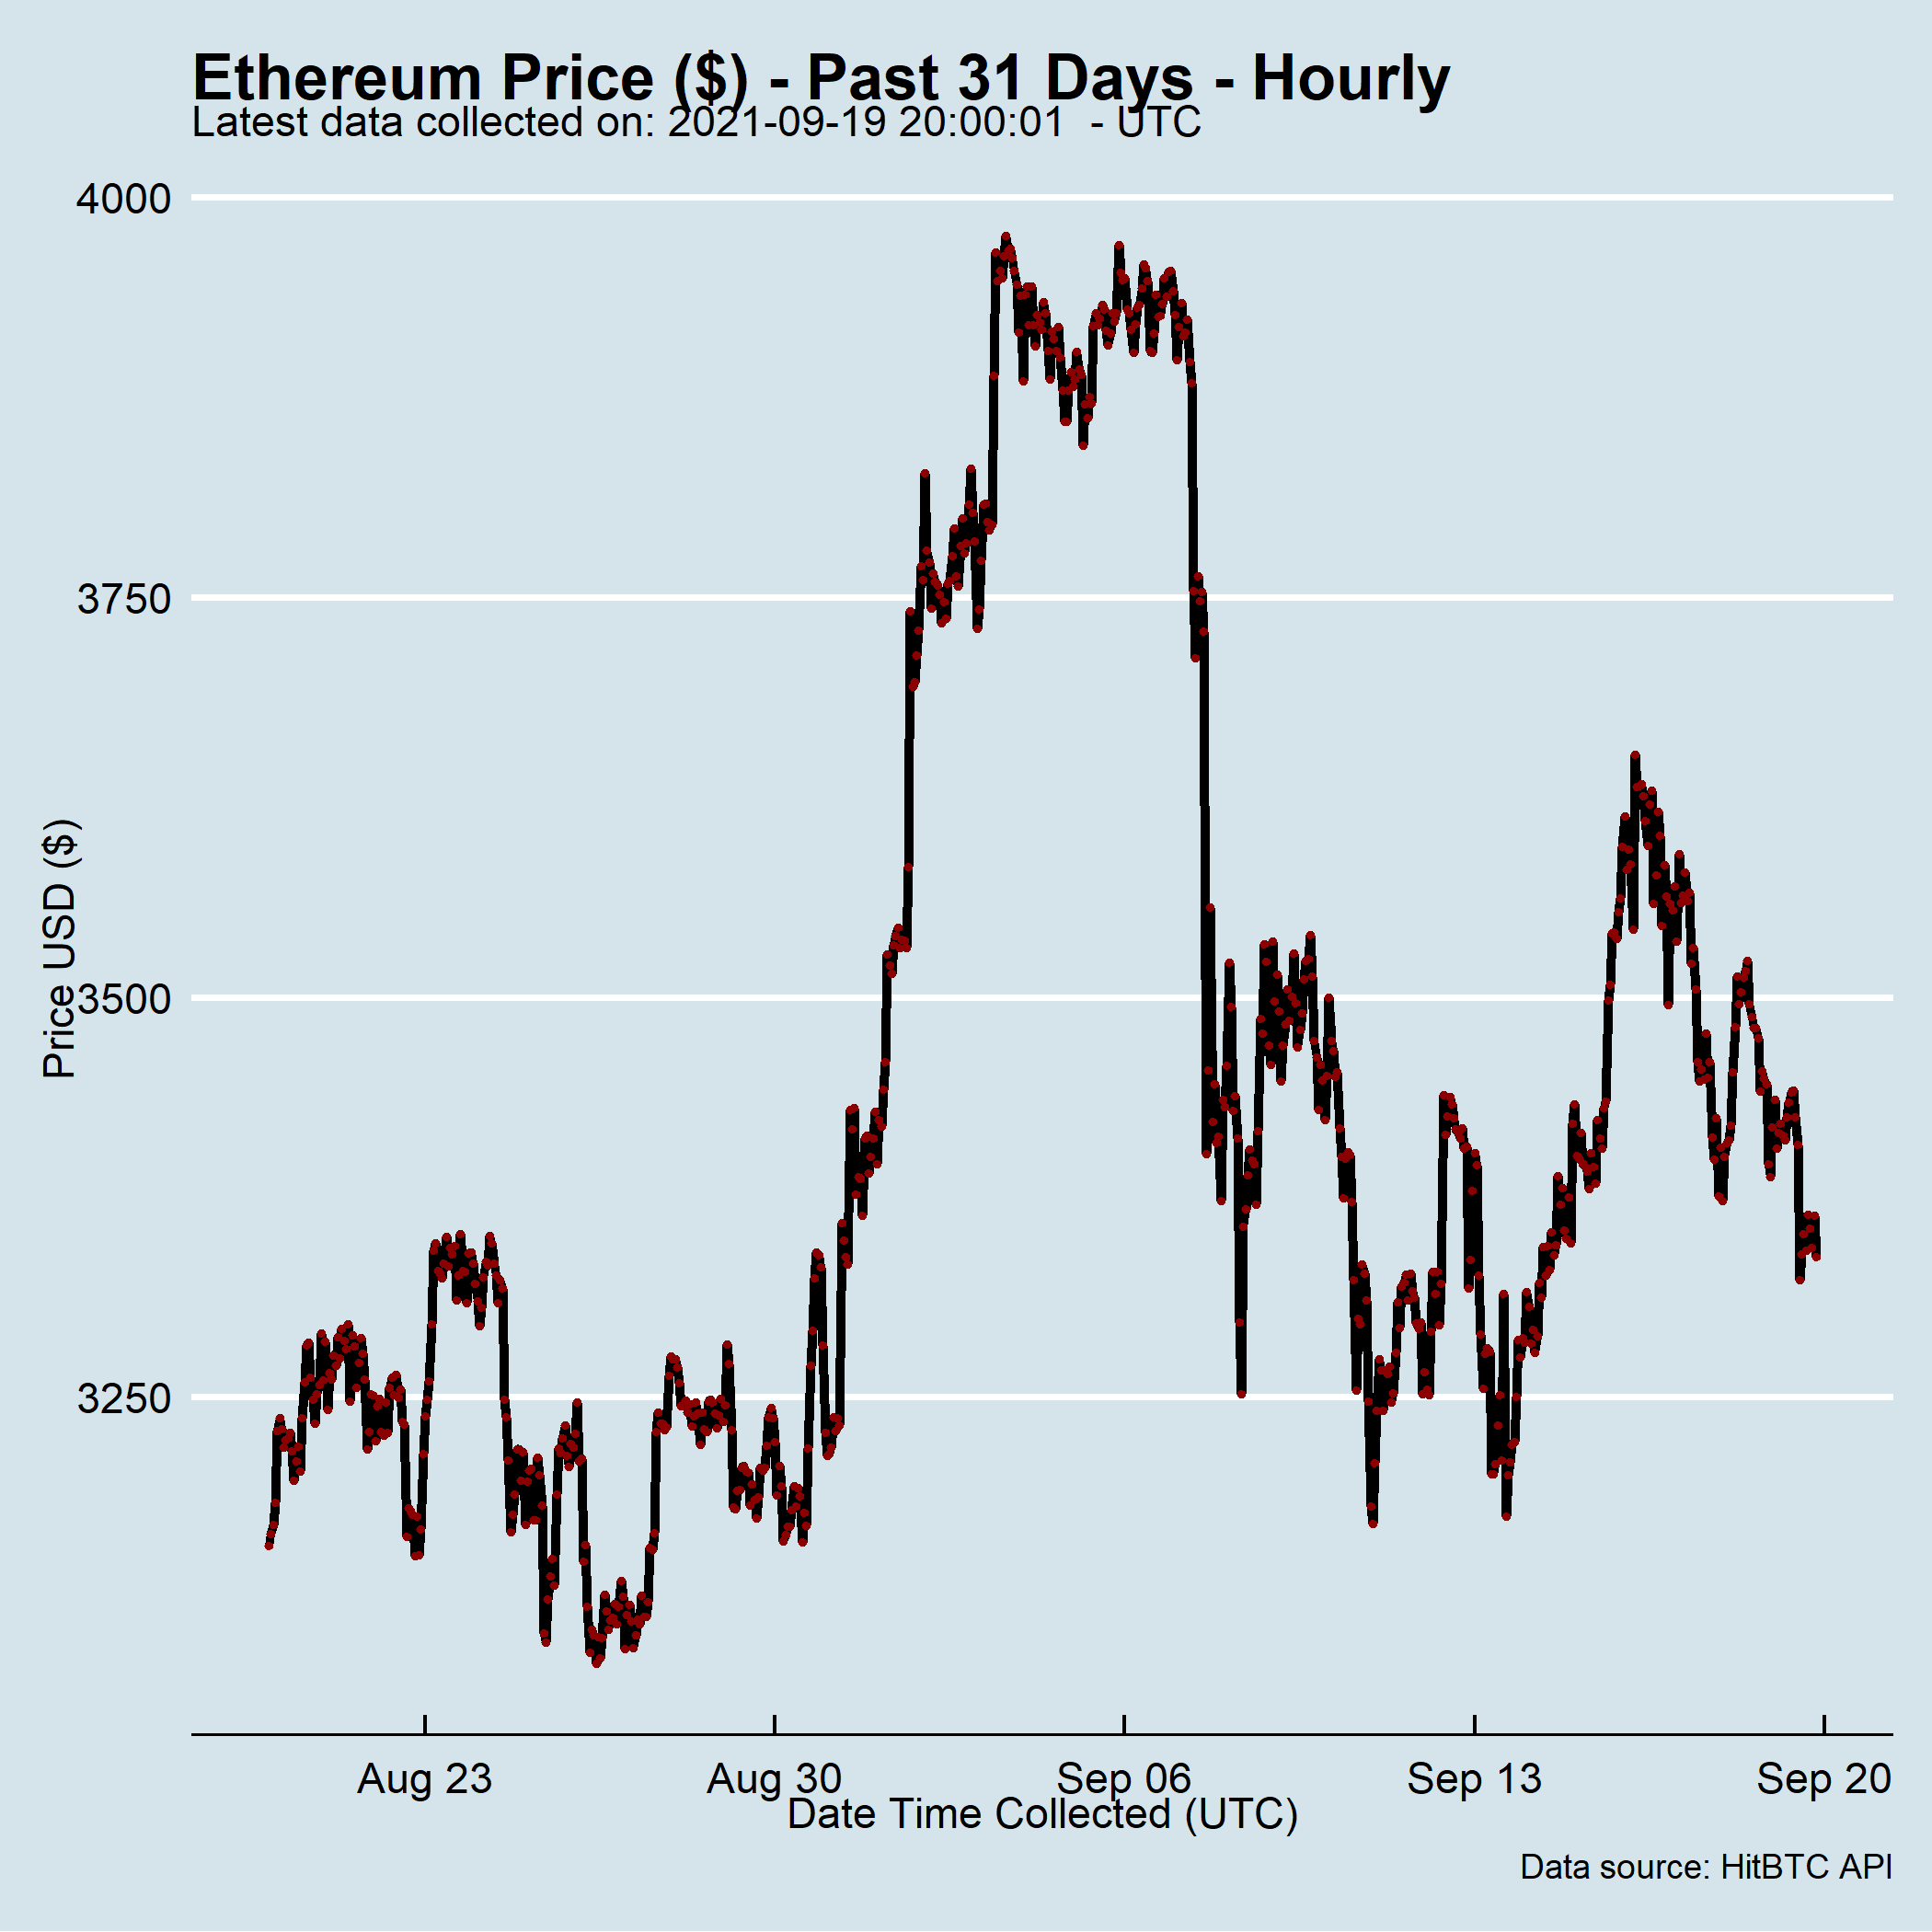 Ethereum Price ($) - Past 31 Days - Hourly
Latest data collected on: 2021-09-19 20:00:01  - UTC
4000
3750
3500
3250
Price USD ($)
Aug 23
Aug 30
Sep 06
Sep 13
Sep 20
Date Time Collected (UTC)
Data source: HitBTC API